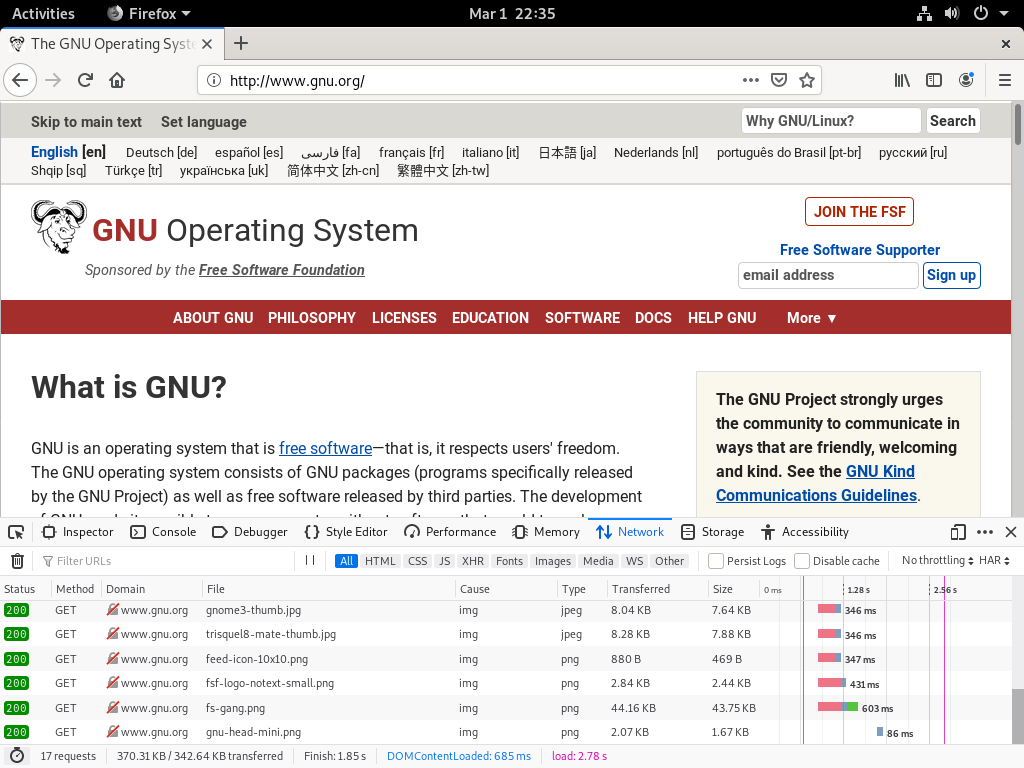 Activities Firefox Mar 1 22:35
The GNU Operating Syste
http://www.gnu.org/
Skip to main text Set language Why GNU/Linux? Search
English [en] Deutsch [de] español [es] فارسی [fa] français [fr] italiano [it] 日本語 [ja] Nederlands [nl] português do Brasil [pt-br] русский [ru]
Shqip [sq] Türkçe [tr] українська [uk] 简体中文 [zh-cn] 繁體中文 [zh-tw]
JOIN THE FSF
GNU Operating System
Free Software Supporter
Sponsored by the Free Software Foundation
email address Sign up
ABOUT GNU PHILOSOPHY LICENSES EDUCATION SOFTWARE DOCS HELP GNU More ▼
What is GNU?
GNU is an operating system that is free software—that is, it respects users' freedom.
The GNU operating system consists of GNU packages (programs specifically released
by the GNU Project) as well as free software released by third parties. The development
The GNU Project strongly urges
the community to communicate in
ways that are friendly, welcoming
and kind. See the GNU Kind
Communications Guidelines.
Inspector Console Debugger Style Editor Performance Memory Network Storage Accessibility
Filter URLs All HTML CSS JS XHR Fonts Images Media WS Other Persist Logs Disable cache No throttling HAR
Status Method Domain File Cause Type Transferred Size 0 ms 1.28 s 2.56 s
200 GET www.gnu.org gnome3-thumb.jpg img jpeg 8.04 KB 7.64 KB 346 ms
200 GET www.gnu.org trisquel8-mate-thumb.jpg img jpeg 8.28 KB 7.88 KB 346 ms
200 GET www.gnu.org feed-icon-10x10.png img png 880 B 469 B 347 ms
200 GET www.gnu.org fsf-logo-notext-small.png img png 2.84 KB 2.44 KB 431 ms
200 GET www.gnu.org fs-gang.png img png 44.16 KB 43.75 KB 603 ms
200 GET www.gnu.org gnu-head-mini.png img png 2.07 KB 1.67 KB 86 ms
17 requests 370.31 KB / 342.64 KB transferred Finish: 1.85 s DOMContentLoaded: 685 ms load: 2.78 s